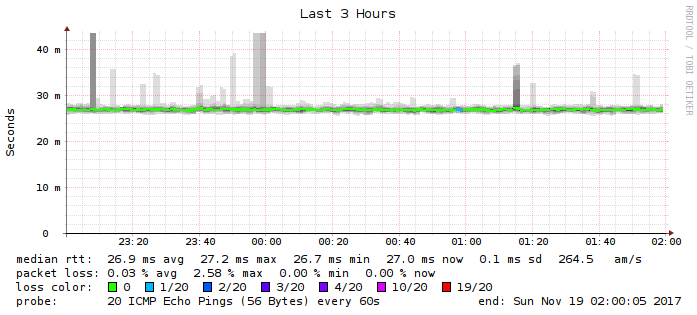 Last 3 Hours
RRDTOOL / TOBI OETIKER
Seconds
40 m
30 m
20 m
10 m
0
23:20 23:40 00:00 00:20 00:40 01:00 01:20 01:40 02:00
median rtt: 26.9 ms avg 27.2 ms max 26.7 ms min 27.0 ms now 0.1 ms sd 264.5 am/s
packet loss: 0.03 % avg 2.58 % max 0.00 % min 0.00 % now
loss color: 0 1/20 2/20 3/20 4/20 10/20 19/20
probe: 20 ICMP Echo Pings (56 Bytes) every 60s end: Sun Nov 19 02:00:05 2017